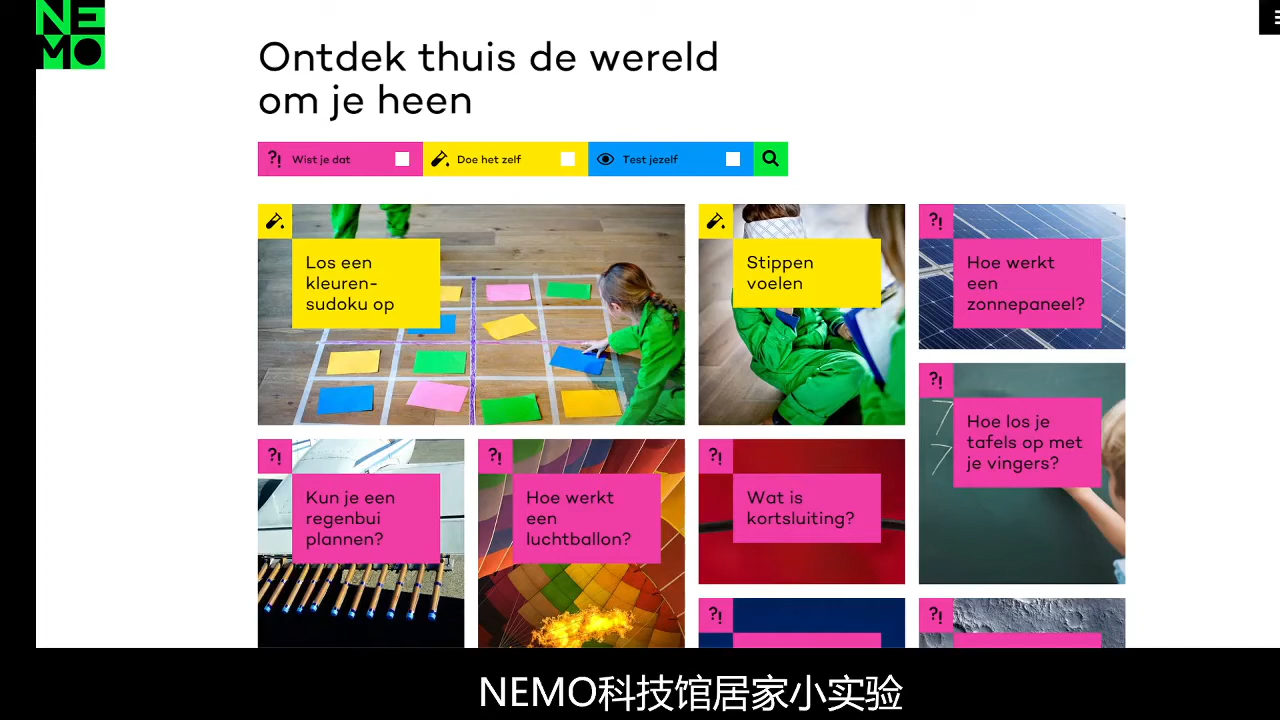 NE
MO
Ontdek thuis de wereld
om je heen
?! Wist je dat
Doe het zelf
Test jezelf
Los een
kleuren-
sudoku op
Stippen
voelen
?!
Hoe werkt
een
zonnepaneel?
?!
Hoe los je
tafels op met
je vingers?
?!
Kun je een
regenbui
plannen?
?!
Hoe werkt
een
luchtballon?
?!
Wat is
kortsluiting?
?!
?!
NEMO科技馆居家小实验